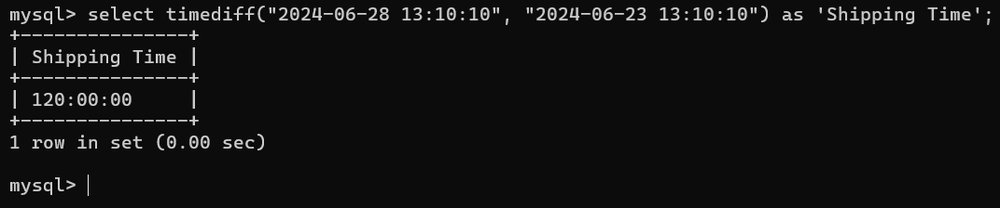 mysql> select timediff("2024-06-28 13:10:10", "2024-06-23 13:10:10") as 'Shipping Time';
+---------------+
| Shipping Time |
+---------------+
| 120:00:00     |
+---------------+
1 row in set (0.00 sec)
mysql>